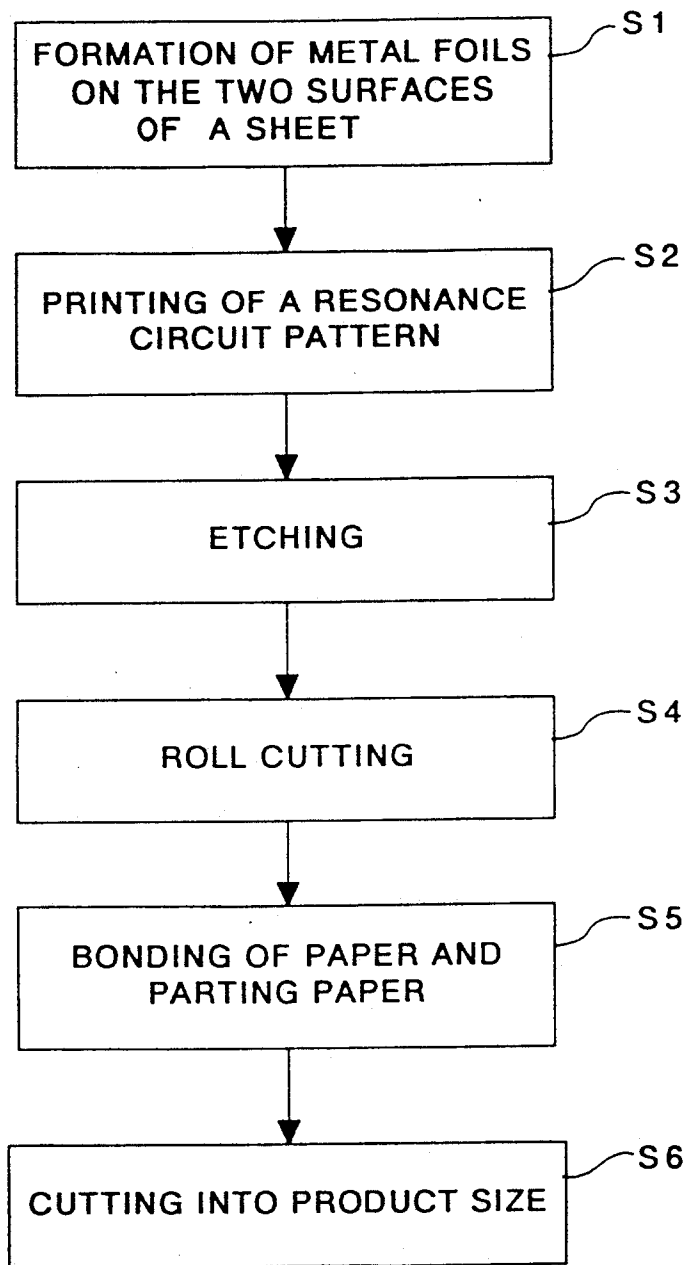 S1
FORMATION OF METAL FOILS
ON THE TWO SURFACES
OF A SHEET
S2
PRINTING OF A RESONANCE
CIRCUIT PATTERN
S3
ETCHING
S4
ROLL CUTTING
S5
BONDING OF PAPER AND
PARTING PAPER
S6
CUTTING INTO PRODUCT SIZE